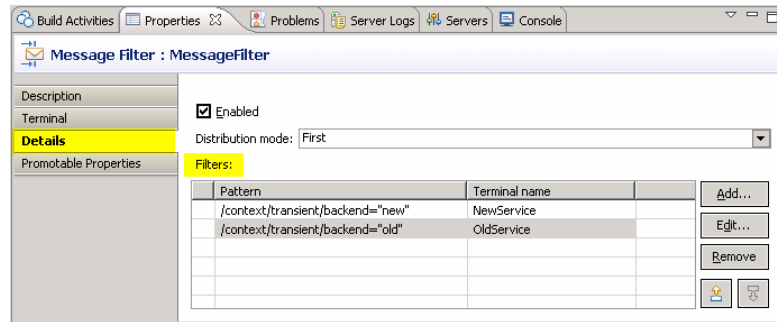 Build Activities Properties Problems Server Logs Servers Console
Message Filter : MessageFilter
Description
Terminal
Details
Promotable Properties
Enabled
Distribution mode: First
Filters:
Pattern Terminal name
/context/transient/backend="new" NewService
/context/transient/backend="old" OldService
Add...
Edit...
Remove